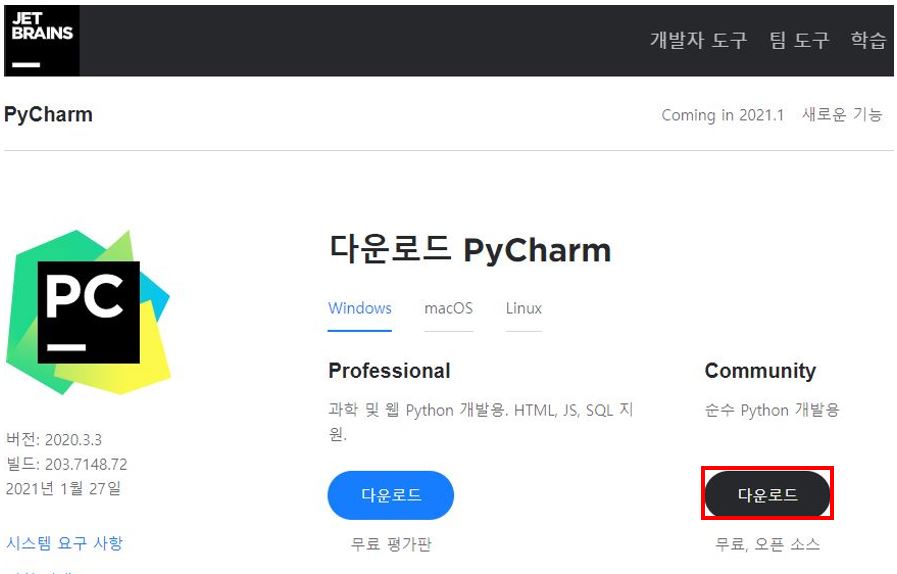 JET
BRAINS
개발자 도구 팀 도구 학습
PyCharm
Coming in 2021.1 새로운 기능
PC
다운로드 PyCharm
Windows macOS Linux
Professional
과학 및 웹 Python 개발용. HTML, JS, SQL 지
원.
다운로드
무료 평가판
Community
순수 Python 개발용
다운로드
무료, 오픈 소스
버전: 2020.3.3
빌드: 203.7148.72
2021년 1월 27일
시스템 요구 사항